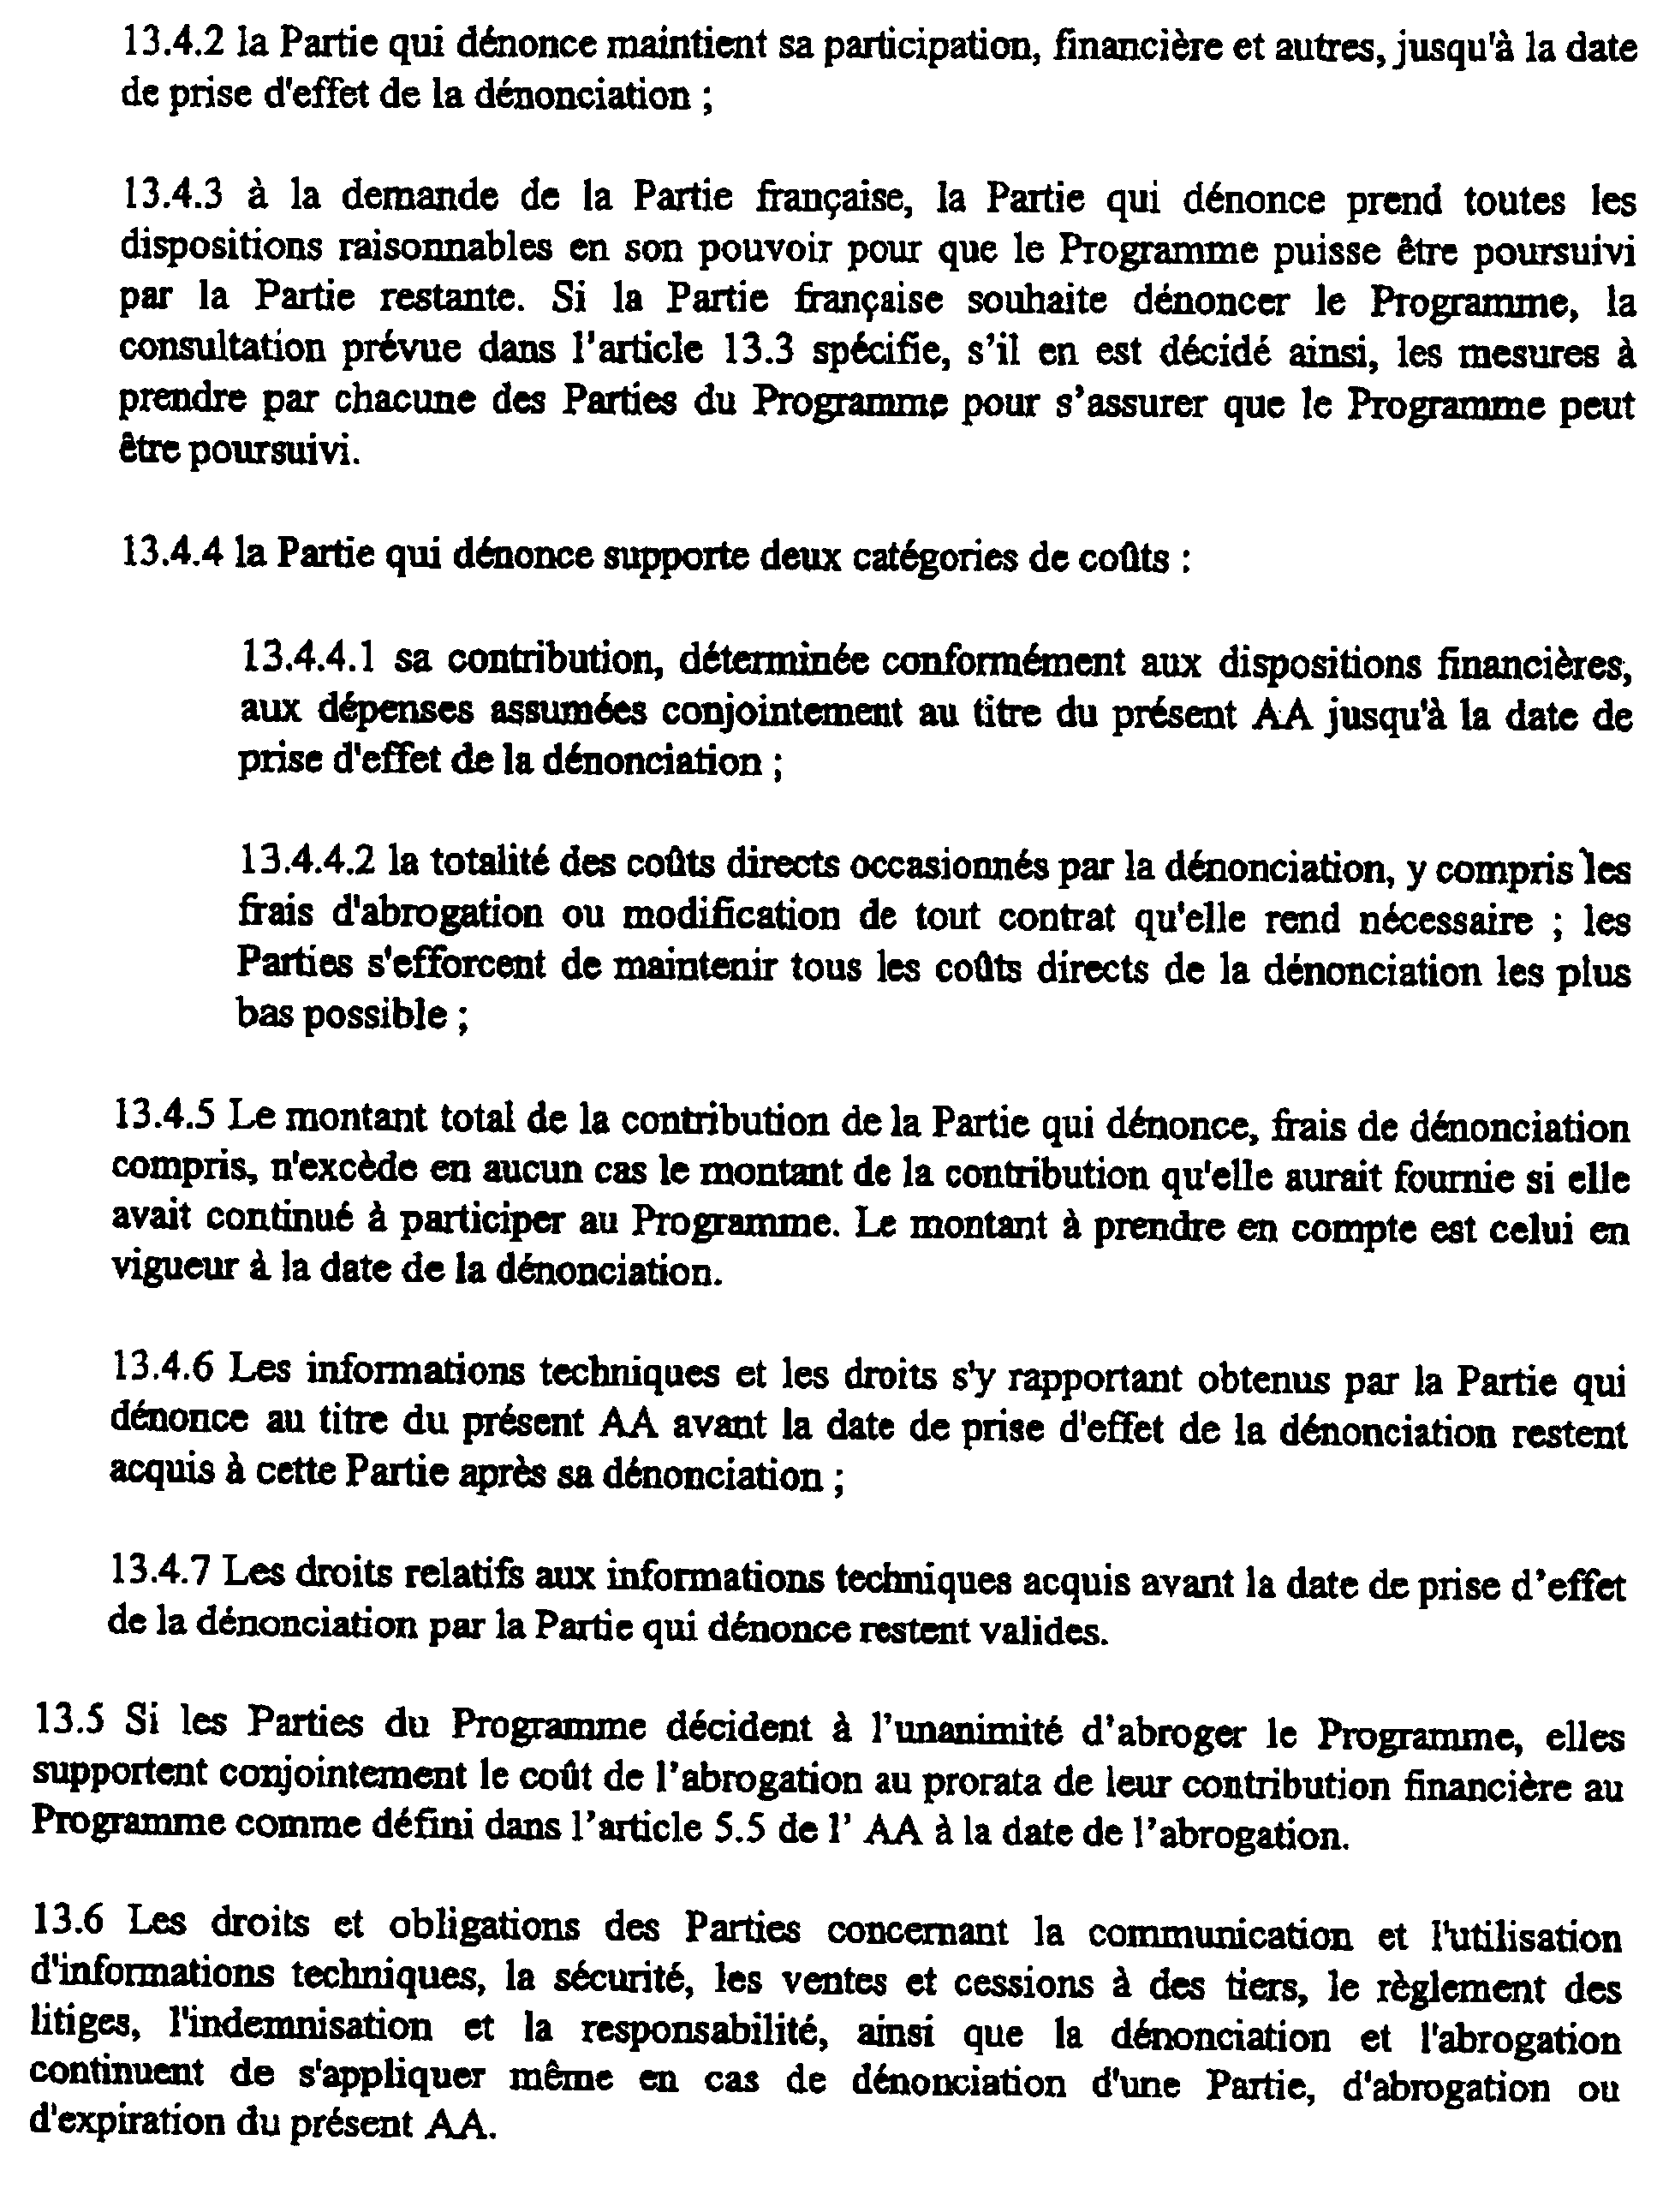 13.4.2 la Partie qui dénonce maintient sa participation, financière et autres, jusqu'à la date
de prise d'effet de la dénonciation ;
13.4.3 à la demande de la Partie française, la Partie qui dénonce prend toutes les
dispositions raisonnables en son pouvoir pour que le Programme puisse être poursuivi
par la Partie restante. Si la Partie française souhaite dénoncer le Programme, la
consultation prévue dans l'article 13.3 spécifie, s'il en est décidé ainsi, les mesures à
prendre par chacune des Parties du Programme pour s'assurer que le Programme peut
être poursuivi.
13.4.4 la Partie qui dénonce supporte deux catégories de coûts :
13.4.4.1 sa contribution, déterminée conformément aux dispositions financières,
aux dépenses assumées conjointement au titre du présent AA jusqu'à la date de
prise d'effet de la dénonciation ;
13.4.4.2 la totalité des coûts directs occasionnés par la dénonciation, y compris les
frais d'abrogation ou modification de tout contrat qu'elle rend nécessaire ; les
Parties s'efforcent de maintenir tous les coûts directs de la dénonciation les plus
bas possible ;
13.4.5 Le montant total de la contribution de la Partie qui dénonce, frais de dénonciation
compris, n'excède en aucun cas le montant de la contribution qu'elle aurait fournie si elle
avait continué à participer au Programme. Le montant à prendre en compte est celui en
vigueur à la date de la dénonciation.
13.4.6 Les informations techniques et les droits s'y rapportant obtenus par la Partie qui
dénonce au titre du présent AA avant la date de prise d'effet de la dénonciation restent
acquis à cette Partie après sa dénonciation ;
13.4.7 Les droits relatifs aux informations techniques acquis avant la date de prise d'effet
de la dénonciation par la Partie qui dénonce restent valides.
13.5 Si les Parties du Programme décident à l'unanimité d'abroger le Programme, elles
supportent conjointement le coût de l'abrogation au prorata de leur contribution financière au
Programme comme défini dans l'article 5.5 de l' AA à la date de l'abrogation.
13.6 Les droits et obligations des Parties concernant la communication et l'utilisation
d'informations techniques, la sécurité, les ventes et cessions à des tiers, le règlement des
litiges, l'indemnisation et la responsabilité, ainsi que la dénonciation et l'abrogation
continuent de s'appliquer même en cas de dénonciation d'une Partie, d'abrogation ou
d'expiration du présent AA.